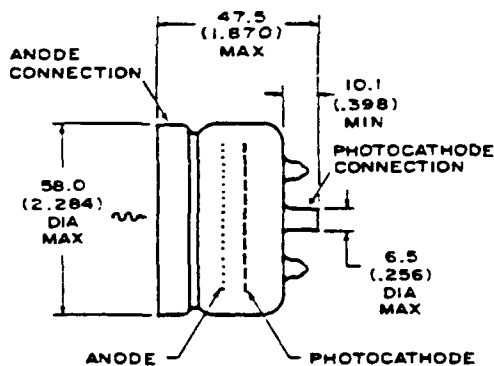 47.5
(1.870)
MAX
ANODE
CONNECTION
10.1
(.398)
MIN
PHOTOCATHODE
CONNECTION
58.0
(2.284)
DIA
MAX
6.5
(.256)
DIA
MAX
ANODE
PHOTOCATHODE